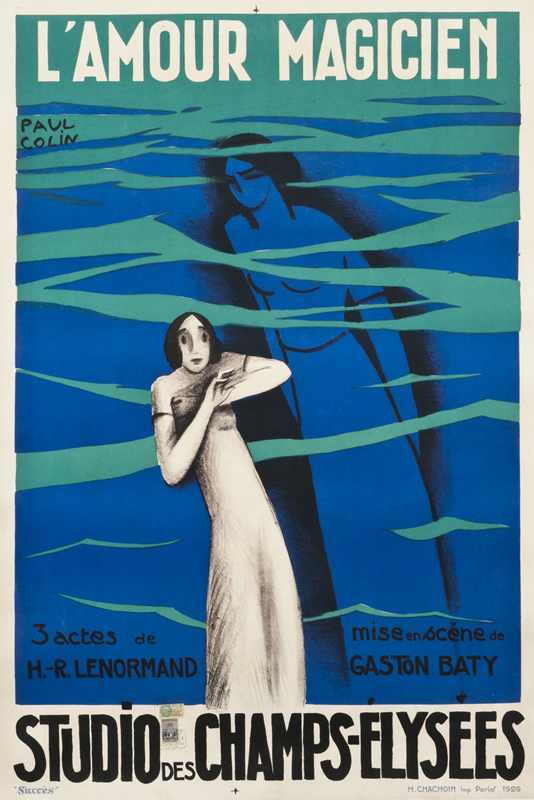 L'AMOUR MAGICIEN
PAUL
COLIN
3 actes de
H.-R. LENORMAND
mise en scéne de
GASTON BATY
STUDIO DES CHAMPS-ÉLYSÉES
"Succès"
H. CHACHOIN Imp. Paris 1926